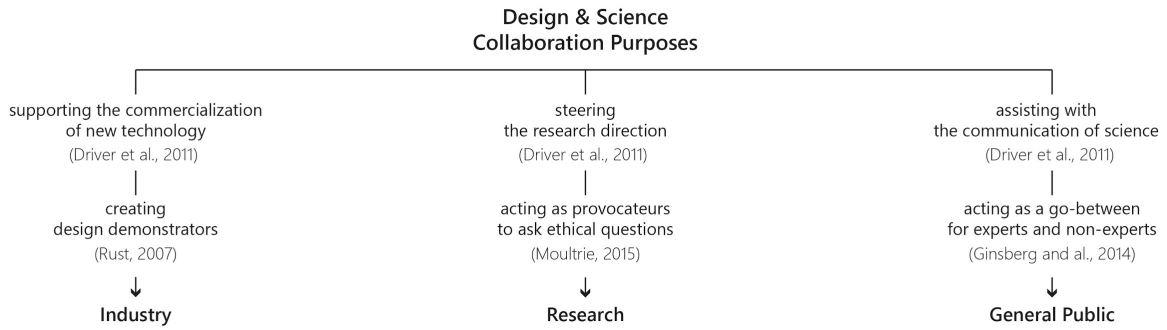 Design & Science
Collaboration Purposes
supporting the commercialization
of new technology
(Driver et al., 2011)
steering
the research direction
(Driver et al., 2011)
assisting with
the communication of science
(Driver et al., 2011)
creating
design demonstrators
(Rust, 2007)
acting as provocateurs
to ask ethical questions
(Moultrie, 2015)
acting as a go-between
for experts and non-experts
(Ginsberg and al., 2014)
Industry
Research
General Public